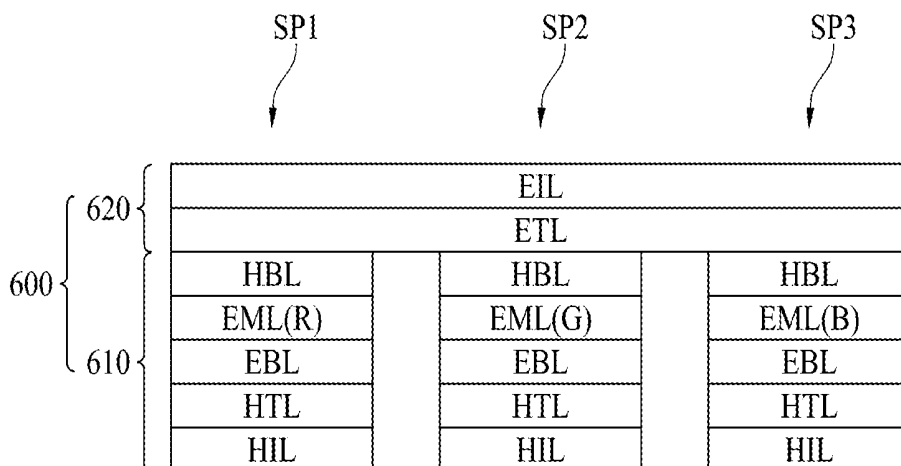 SP1 SP2 SP3
EIL
620
ETL
600
HBL HBL HBL
EML(R) EML(G) EML(B)
610
EBL EBL EBL
HTL HTL HTL
HIL HIL HIL